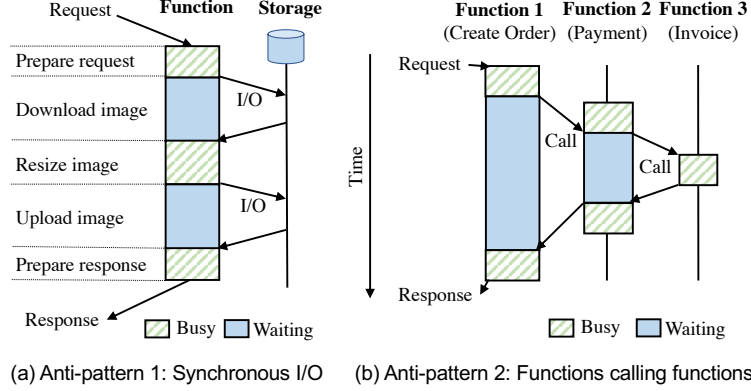 Function
Storage
Request
Prepare request
I/O
Download image
Resize image
I/O
Upload image
Prepare response
Response
Busy
Waiting
(a) Anti-pattern 1: Synchronous I/O
Function 1
(Create Order)
Function 2
(Payment)
Function 3
(Invoice)
Request
Time
Call
Call
Response
Busy
Waiting
(b) Anti-pattern 2: Functions calling functions